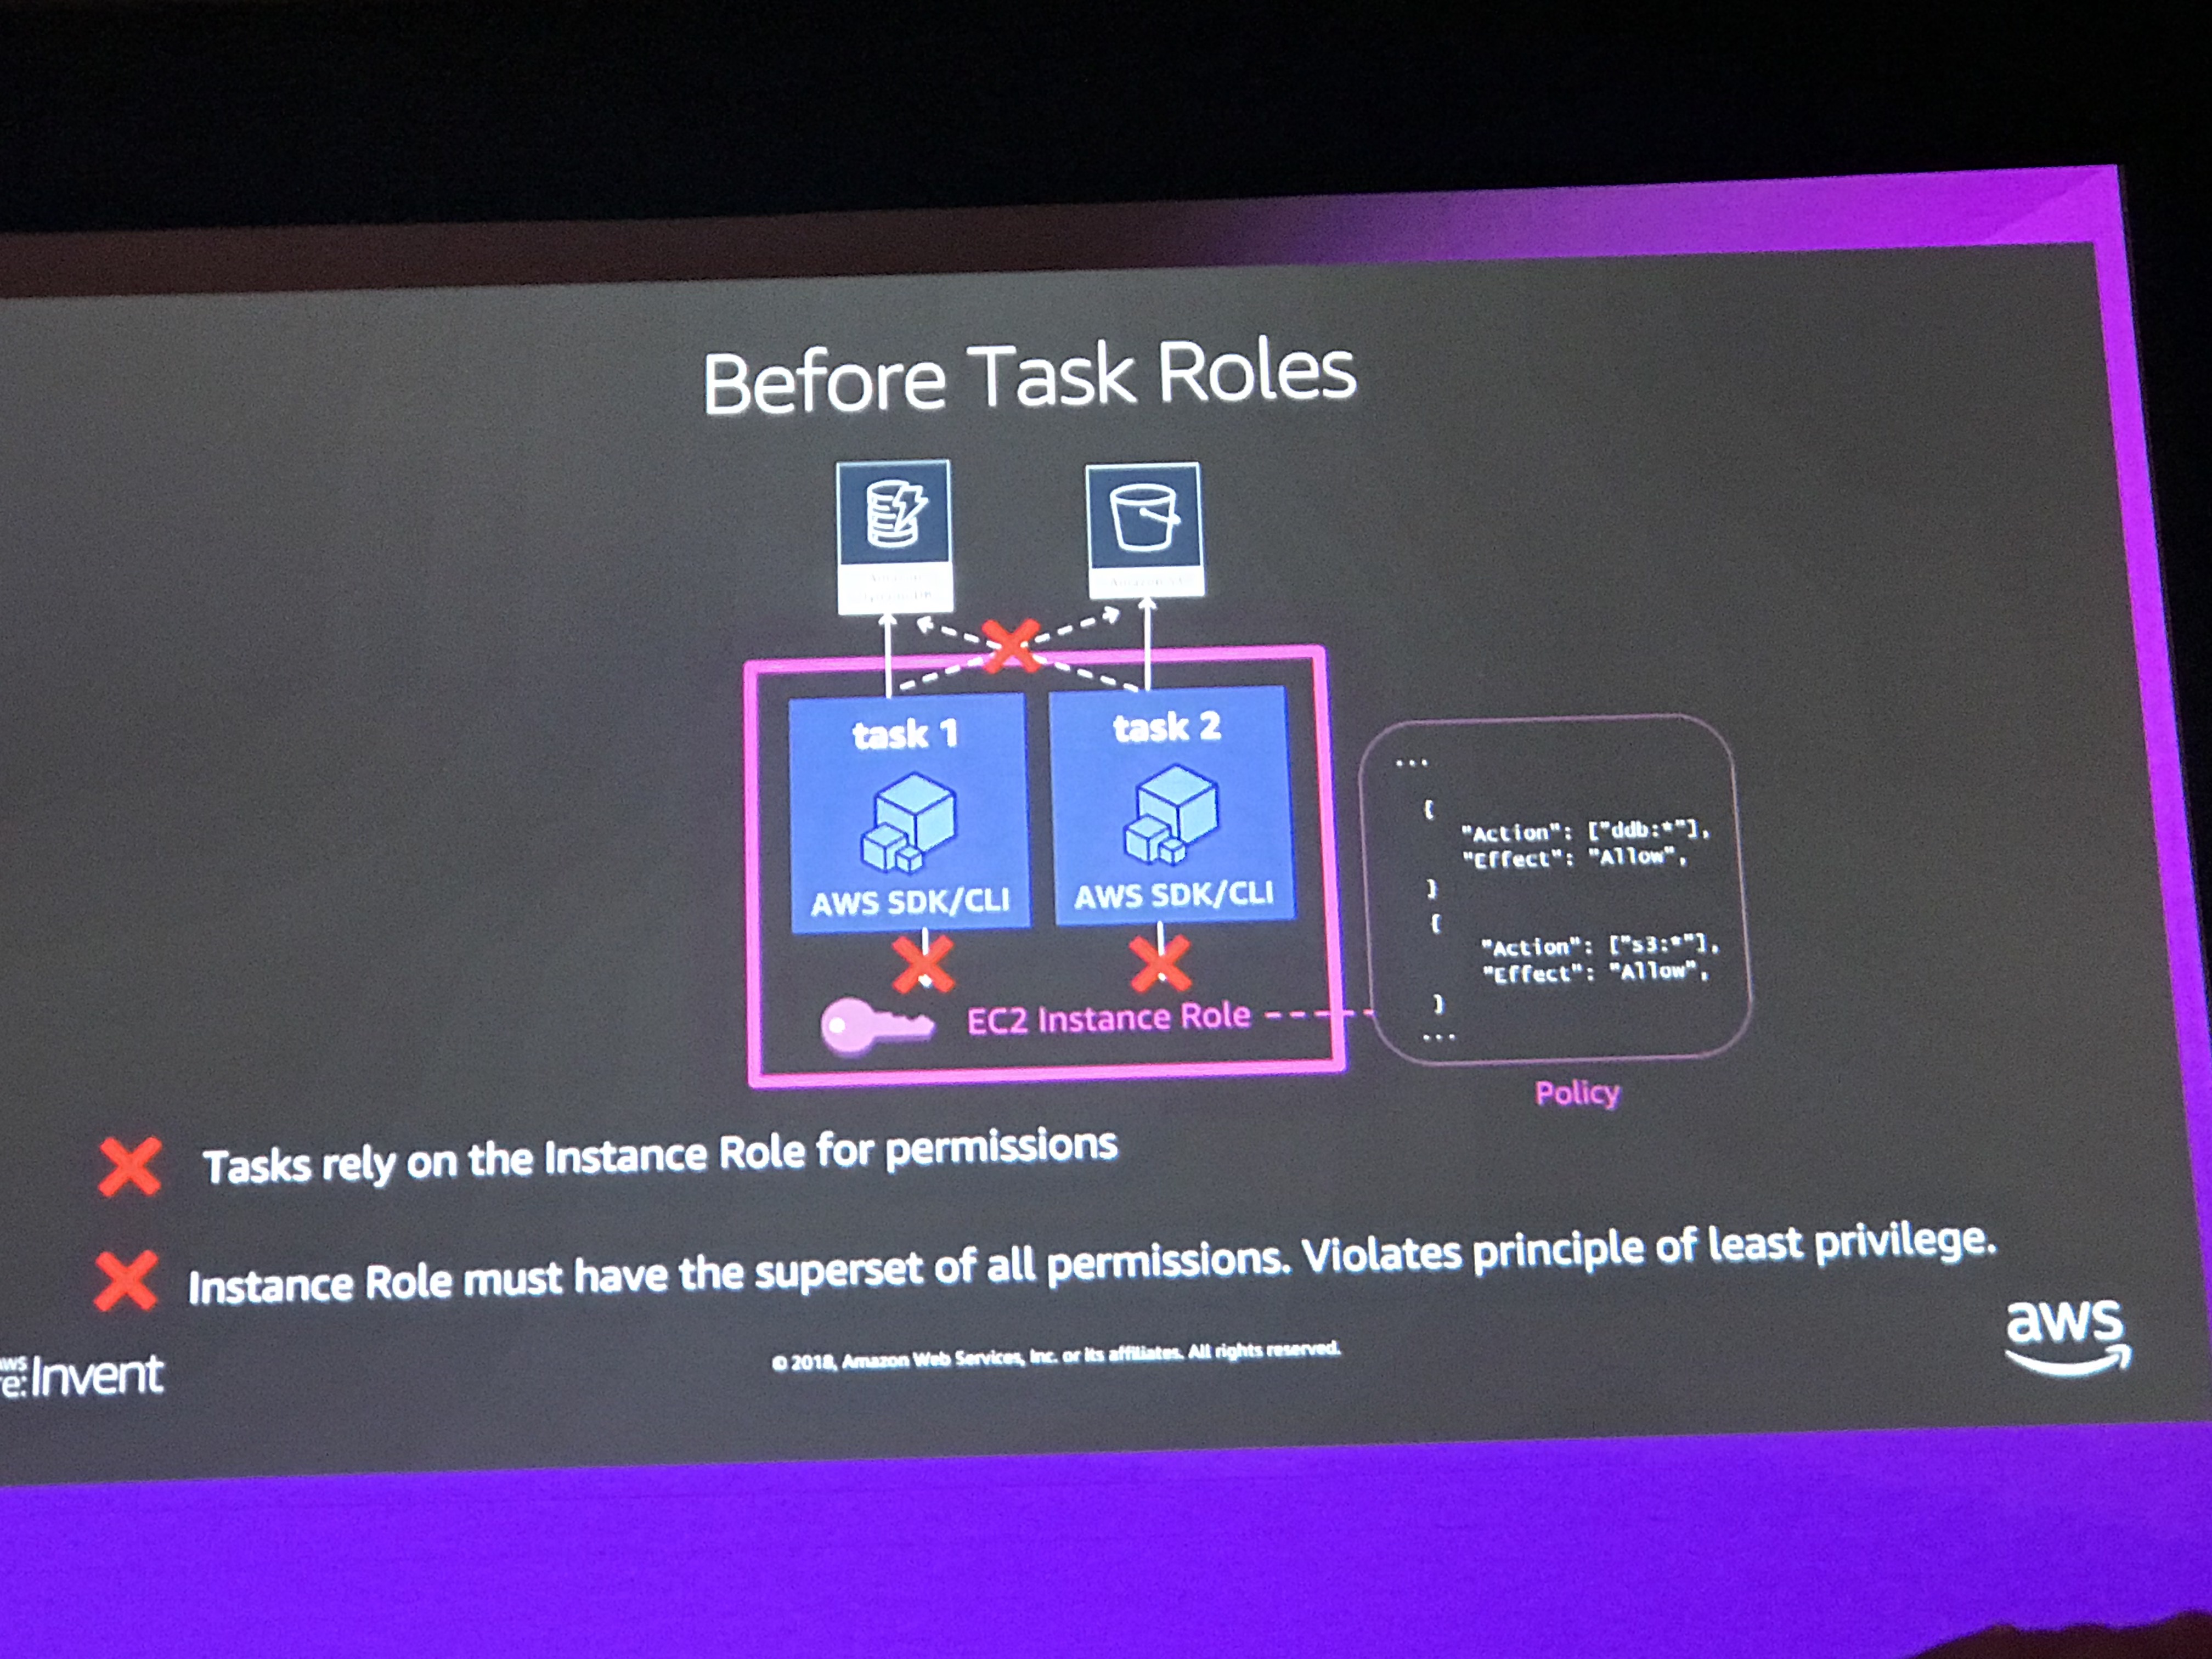 Before Task Roles
Amazon
task 1
task 2
AWS SDK/CLI
AWS SDK/CLI
EC2 Instance Role
...
{
"Action": ["ddb:*"],
"Effect": "Allow",
}
{
"Action": ["s3:*"],
"Effect": "Allow",
}
...
Policy
Tasks rely on the Instance Role for permissions
Instance Role must have the superset of all permissions. Violates principle of least privilege.
aws
re:Invent
© 2018, Amazon Web Services, Inc. or its affiliates. All rights reserved.
aws